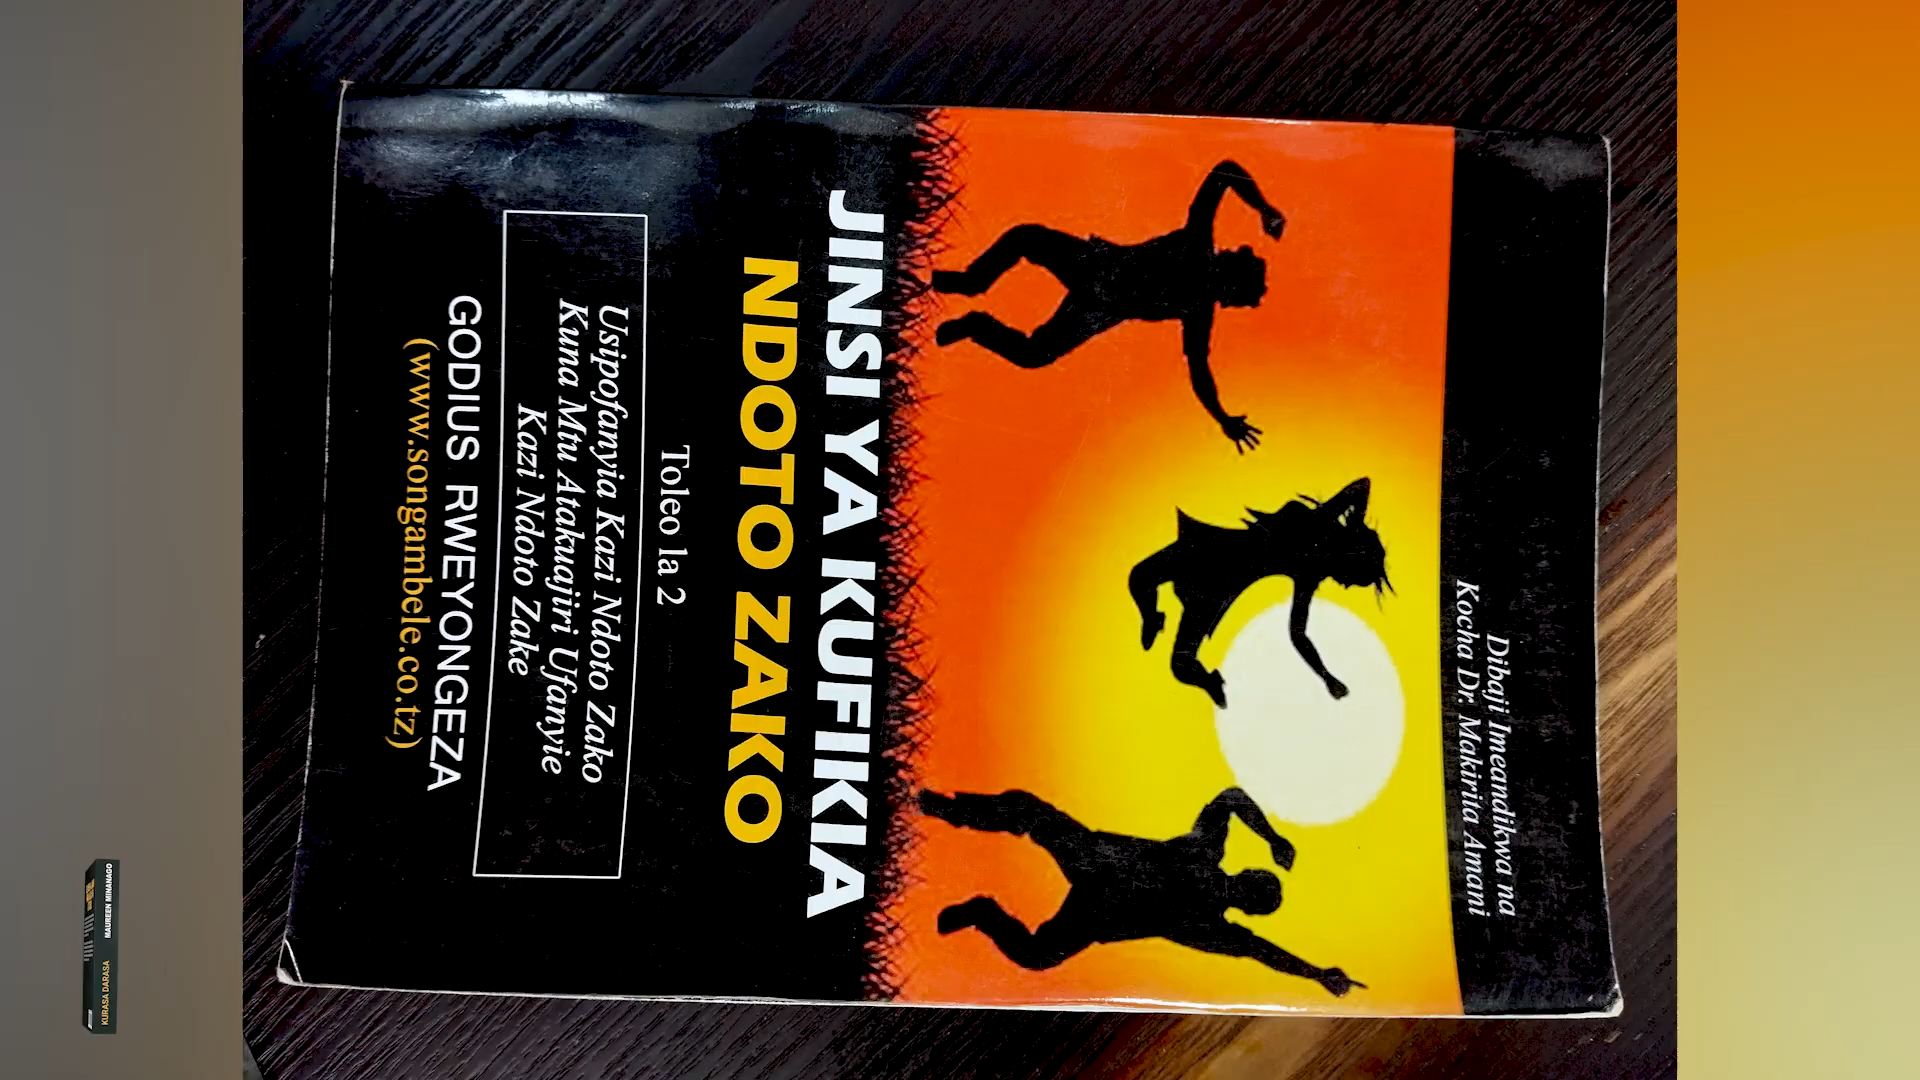 Dibaji Imeandikwa na
Kocha Dr. Makirita Amani
JINSI YA KUFIKIA
NDOTO ZAKO
Toleo la 2
Usipofanyia Kazi Ndoto Zako
Kuna Mtu Atakuajiri Ufanyie
Kazi Ndoto Zake
GODIUS RWEYONGEZA
(www.songambele.co.tz)
MAUREEN MINANAGO
KURASA DARASA